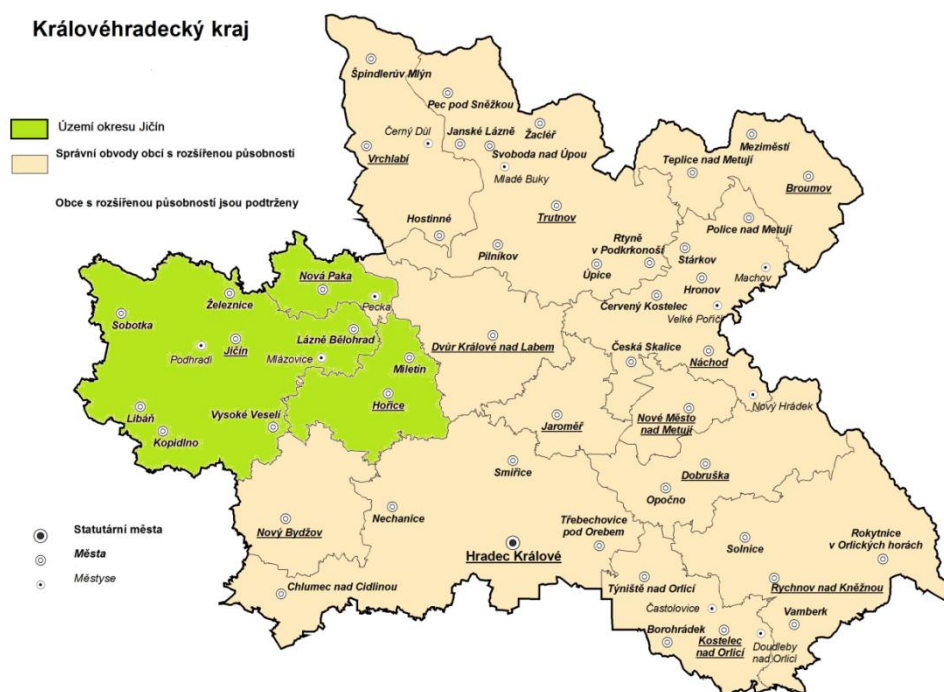 Královéhradecký kraj
Území okresu Jičín
Správní obvody obcí s rozšířenou působností
Obce s rozšířenou působností jsou podtrženy
Špindlerův Mlýn
Pec pod Sněžkou
Černý Důl
Janské Lázně
Žacléř
Vrchlabí
Svoboda nad Úpou
Mladé Buky
Meziměstí
Teplice nad Metují
Broumov
Trutnov
Hostinné
Police nad Metují
Pilníkov
Rtyně
v Podkrkonoší
Stárkov
Úpice
Machov
Hronov
Nová Paka
Pecka
Železnice
Červený Kostelec
Velké Poříčí
Sobotka
Jičín
Lázně Bělohrad
Podhradí
Mlázovice
Miletín
Dvůr Králové nad Labem
Česká Skalice
Náchod
Hořice
Nový Hrádek
Libáň
Vysoké Veselí
Kopidlno
Jaroměř
Nové Město
nad Metují
Smiřice
Dobruška
Opočno
Nový Bydžov
Nechanice
Třebechovice
pod Orebem
Hradec Králové
Solnice
Rokytnice
v Orlických horách
Chlumec nad Cidlinou
Týniště nad Orlicí
Rychnov nad Kněžnou
Častolovice
Vamberk
Borohrádek
Kostelec
nad Orlicí
Doudleby
nad Orlicí
Statutární města
Města
Městyse